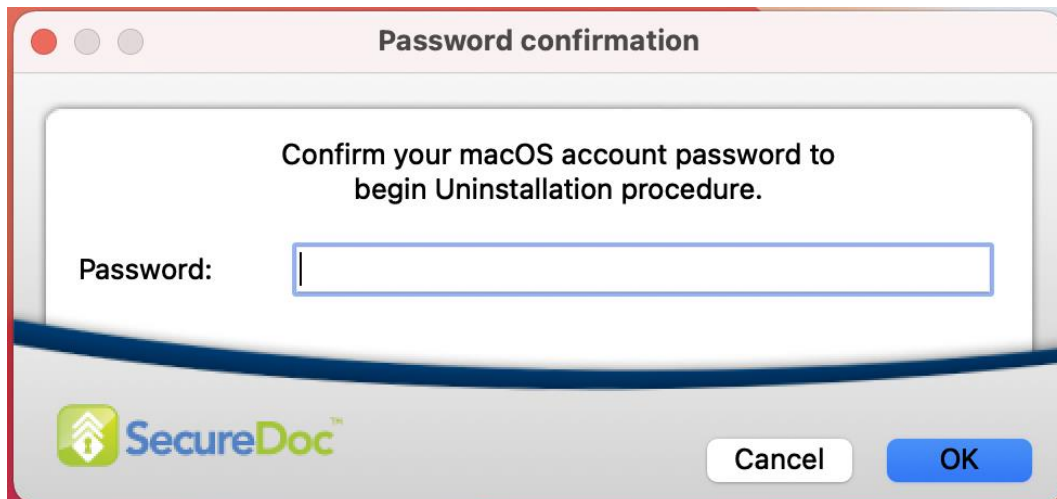 Password confirmation
Confirm your macOS account password to
begin Uninstallation procedure.
Password:
SecureDoc™
Cancel
OK